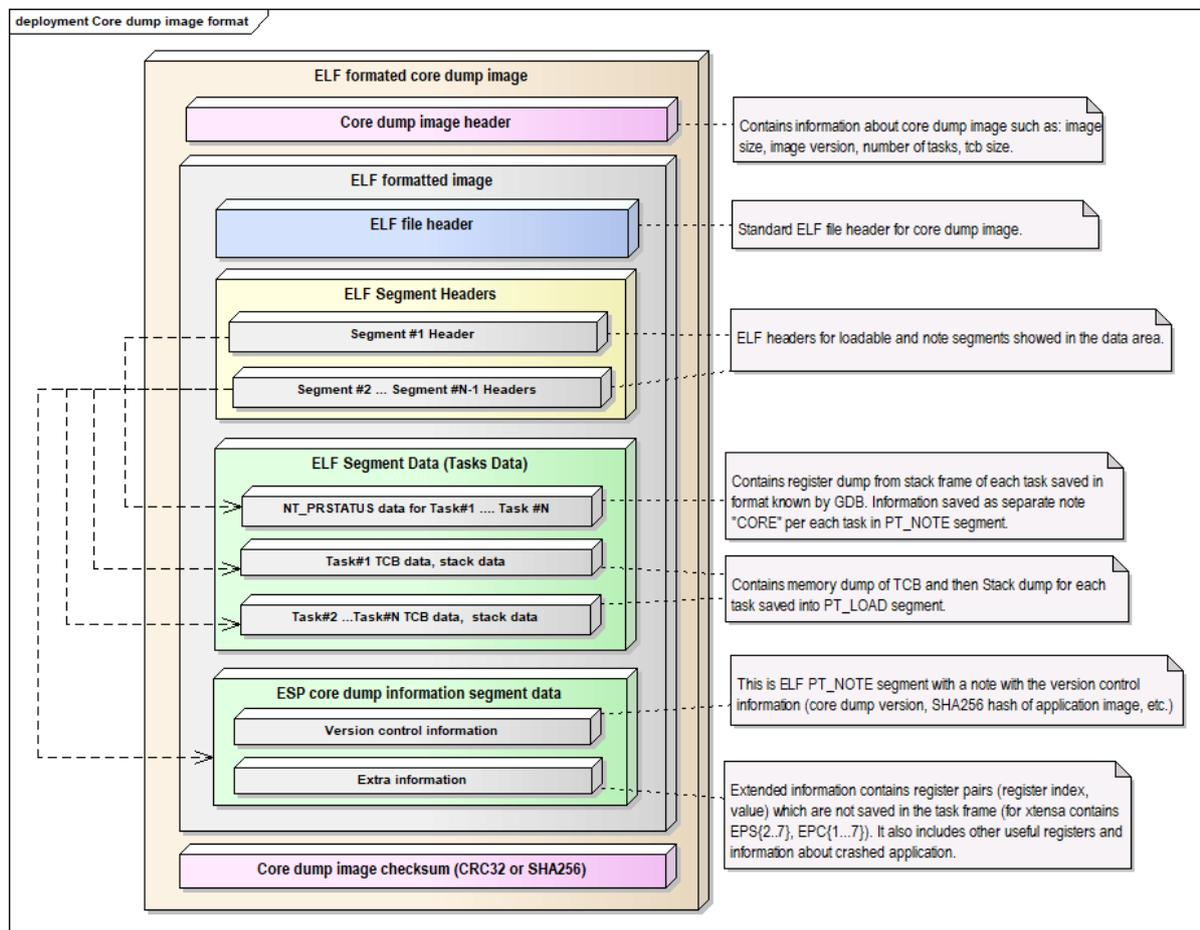 deployment Core dump image format
ELF formated core dump image
Core dump image header
Contains information about core dump image such as: image
size, image version, number of tasks, tcb size.
ELF formatted image
ELF file header
Standard ELF file header for core dump image.
ELF Segment Headers
Segment #1 Header
ELF headers for loadable and note segments showed in the data area.
Segment #2 ... Segment #N-1 Headers
ELF Segment Data (Tasks Data)
NT_PRSTATUS data for Task#1 .... Task #N
Contains register dump from stack frame of each task saved in
format known by GDB. Information saved as separate note
"CORE" per each task in PT_NOTE segment.
Task#1 TCB data, stack data
Contains memory dump of TCB and then Stack dump for each
task saved into PT_LOAD segment.
Task#2 ...Task#N TCB data, stack data
ESP core dump information segment data
Version control information
This is ELF PT_NOTE segment with a note with the version control
information (core dump version, SHA256 hash of application image, etc.)
Extra information
Extended information contains register pairs (register index,
value) which are not saved in the task frame (for xtensa contains
EPS{2..7}, EPC{1...7}). It also includes other useful registers and
information about crashed application.
Core dump image checksum (CRC32 or SHA256)